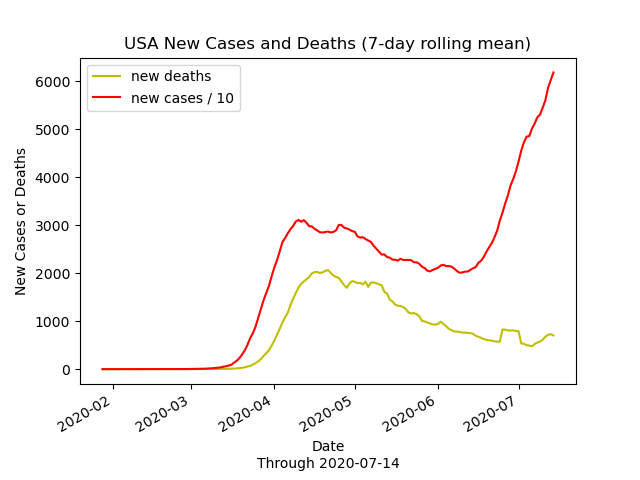 USA New Cases and Deaths (7-day rolling mean)
new deaths
new cases / 10
New Cases or Deaths
6000
5000
4000
3000
2000
1000
0
2020-02
2020-03
2020-04
2020-05
2020-06
2020-07
Date
Through 2020-07-14